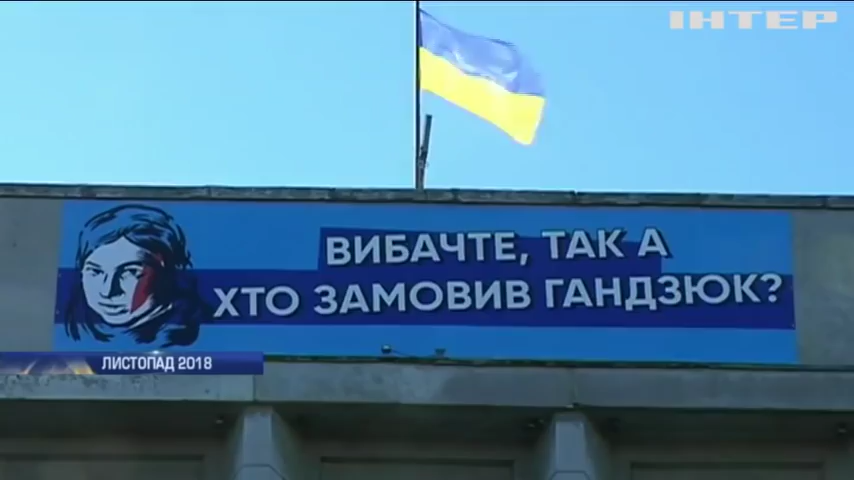 ІНТЕР
ВИБАЧТЕ, ТАК А
ХТО ЗАМОВИВ ГАНДЗЮК?
ЛИСТОПАД 2018